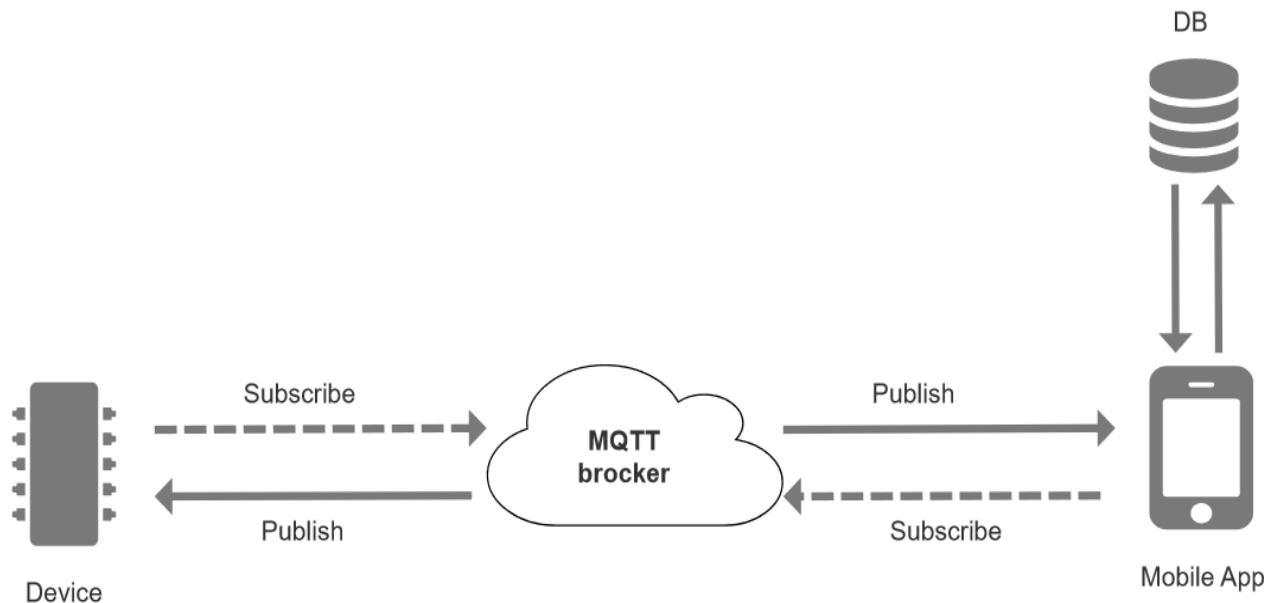 DB
Subscribe
Publish
MQTT
brocker
Publish
Subscribe
Device
Mobile App